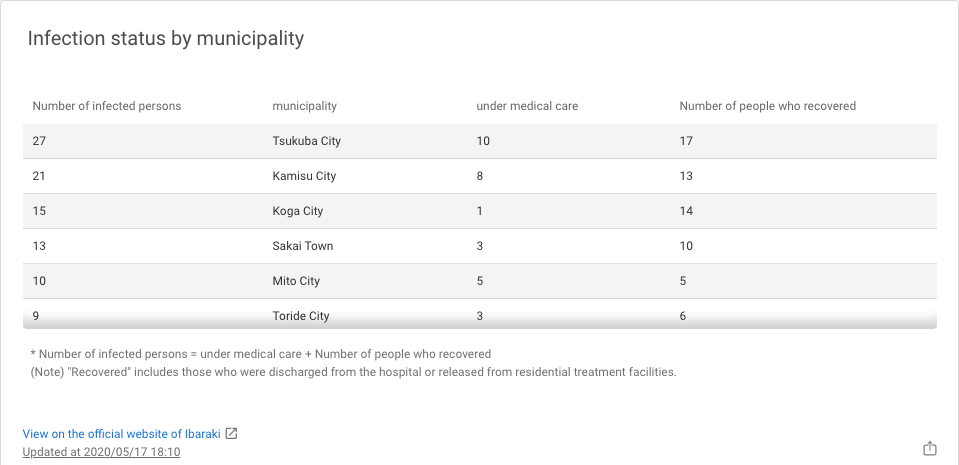 Infection status by municipality
Number of infected persons municipality under medical care Number of people who recovered
27 Tsukuba City 10 17
21 Kamisu City 8 13
15 Koga City 1 14
13 Sakai Town 3 10
10 Mito City 5 5
9 Toride City 3 6
* Number of infected persons = under medical care + Number of people who recovered
(Note) "Recovered" includes those who were discharged from the hospital or released from residential treatment facilities.
View on the official website of Ibaraki
Updated at 2020/05/17 18:10